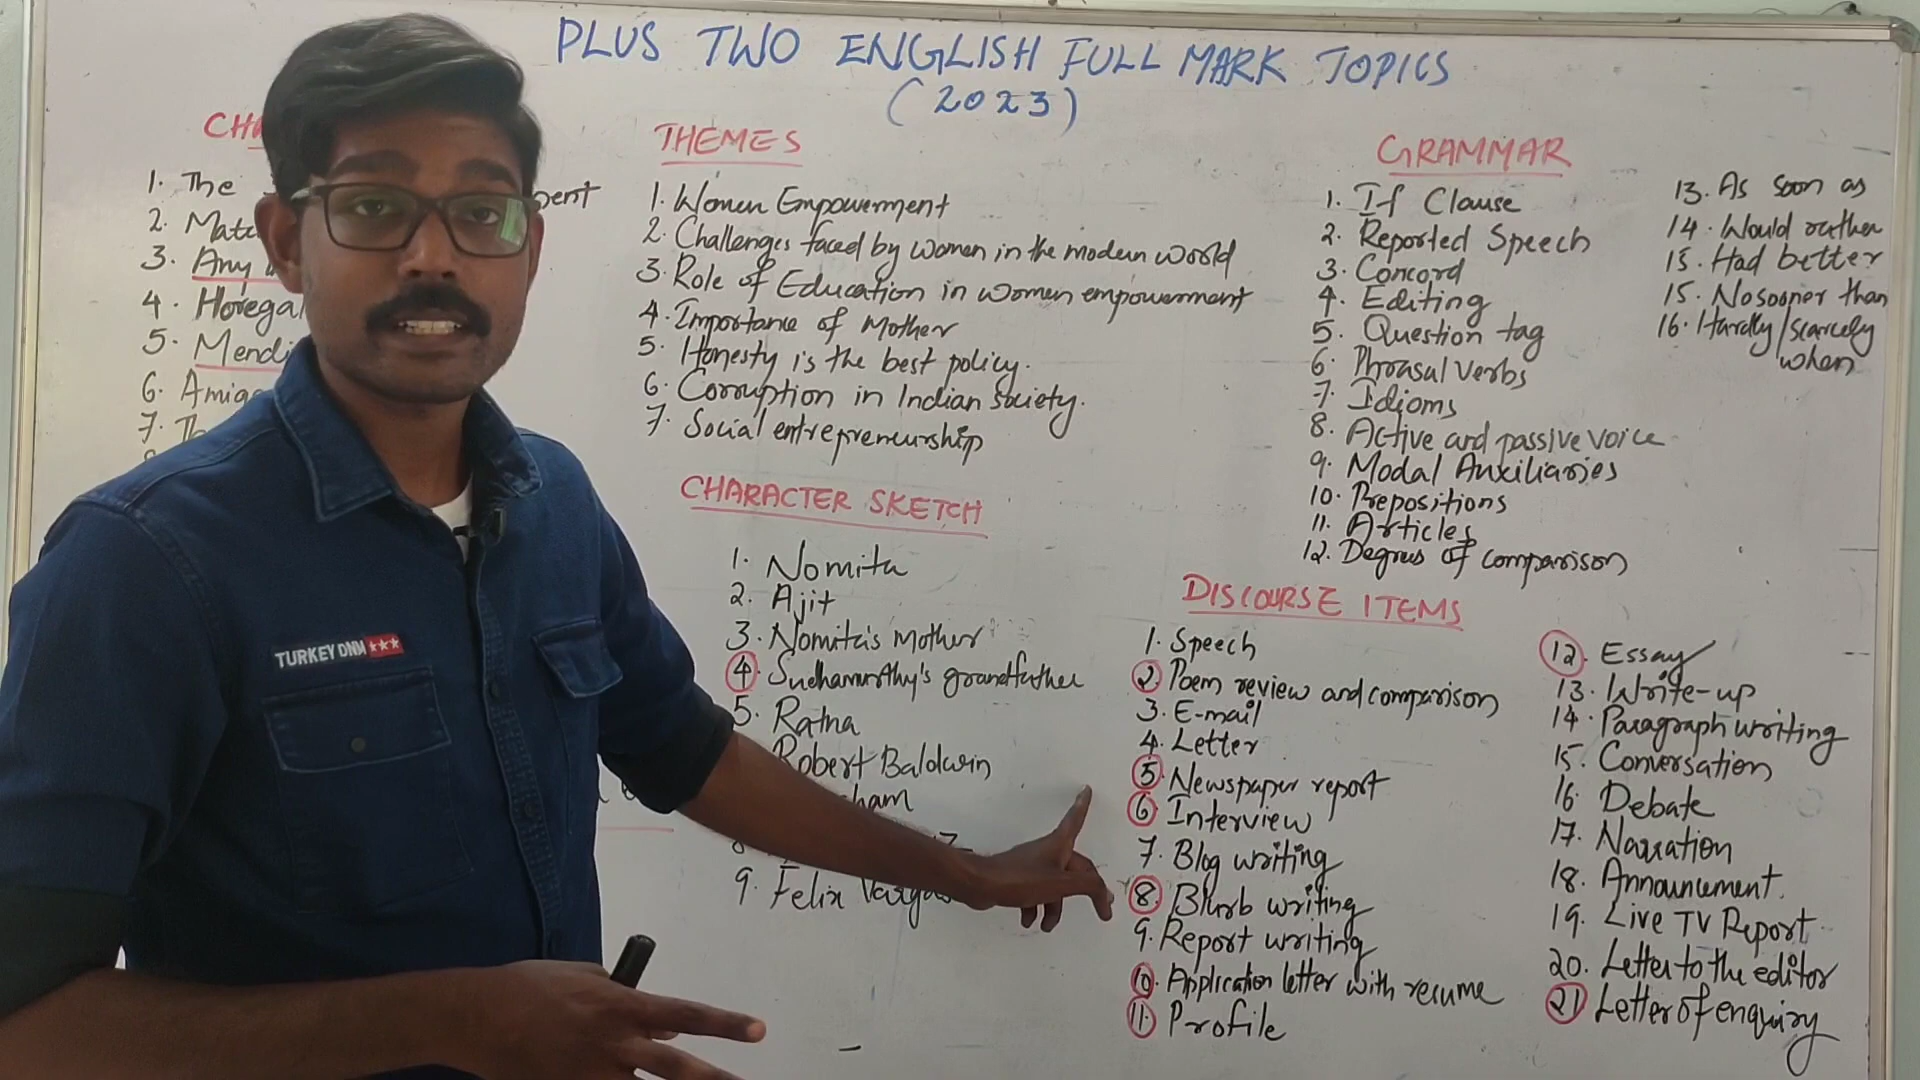 PLUS TWO ENGLISH FULL MARK TOPICS
(2023)
1. The
2.
3. Any
4.
5.
6.
7.
THEMES
1. Women Empowerment
2. Challenges faced by women in the modern world
3. Role of Education in women empowerment
4. Importance of Mother
5. Honesty is the best policy.
6. Corruption in Indian Society.
7. Social entrepreneurship
CHARACTER SKETCH
1. Nomita
2. Ajit
3. Nomita's mother
4. Sudhamurthy's grandfather
5. Ratna
Robert Baldwin
9. Felix
GRAMMAR
1. If Clause
2. Reported Speech
3. Concord
4. Editing
5. Question tag
6. Phrasal verbs
7. Idioms
8. Active and passive voice
9. Modal Auxiliaries
10. Prepositions
11. Articles
12. Degrees of comparison
13. As soon as
14. Would rather
15. Had better
15. No sooner than
16. Hardly/scarcely
when
DISCOURSE ITEMS
1. Speech
2. Poem review and comparison
3. E-mail
4. Letter
5. Newspaper report
6. Interview
7. Blog writing
8. Blurb writing
9. Report writing
10. Application letter with resume
11. Profile
12. Essay
13. Write-up
14. Paragraph writing
15. Conversation
16. Debate
17. Narration
18. Announcement.
19. Live TV Report
20. Letter to the editor
21 Letter of enquiry
TURKEY DNM